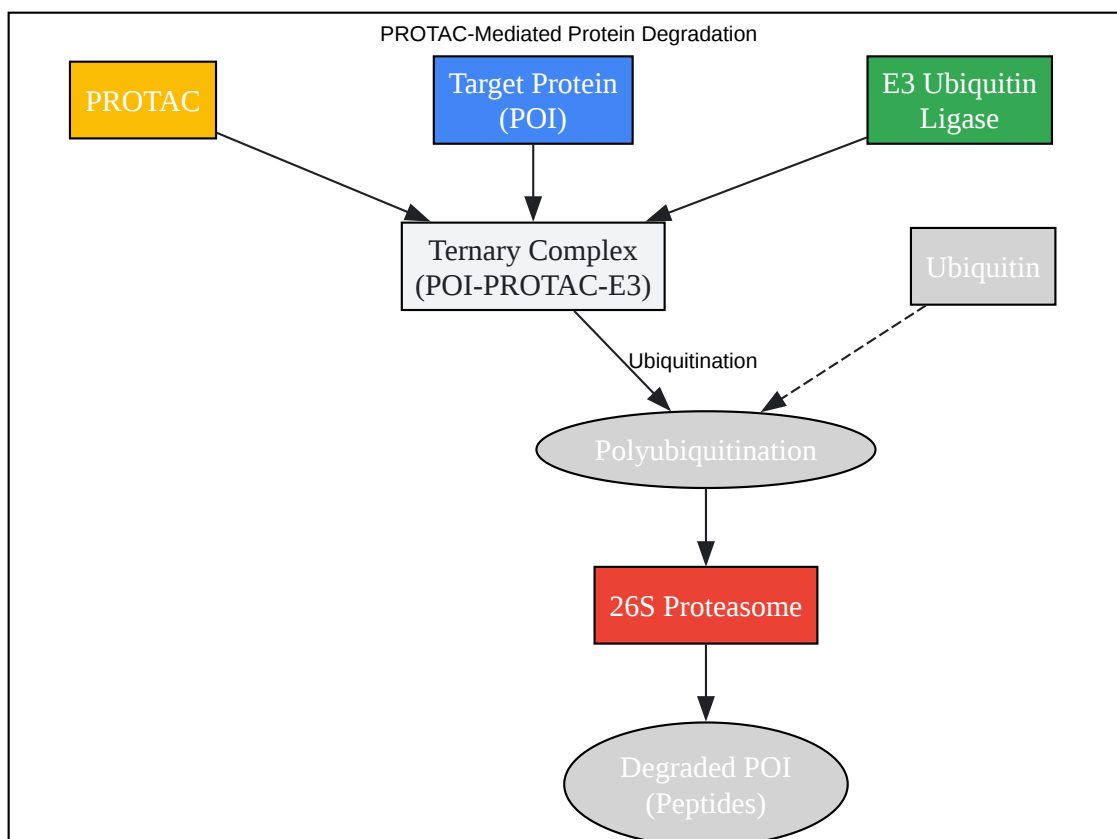 PROTAC-Mediated Protein Degradation
PROTAC
Target Protein
(POI)
E3 Ubiquitin
Ligase
Ternary Complex
(POI-PROTAC-E3)
Ubiquitin
Ubiquitination
Polyubiquitination
26S Proteasome
Degraded POI
(Peptides)